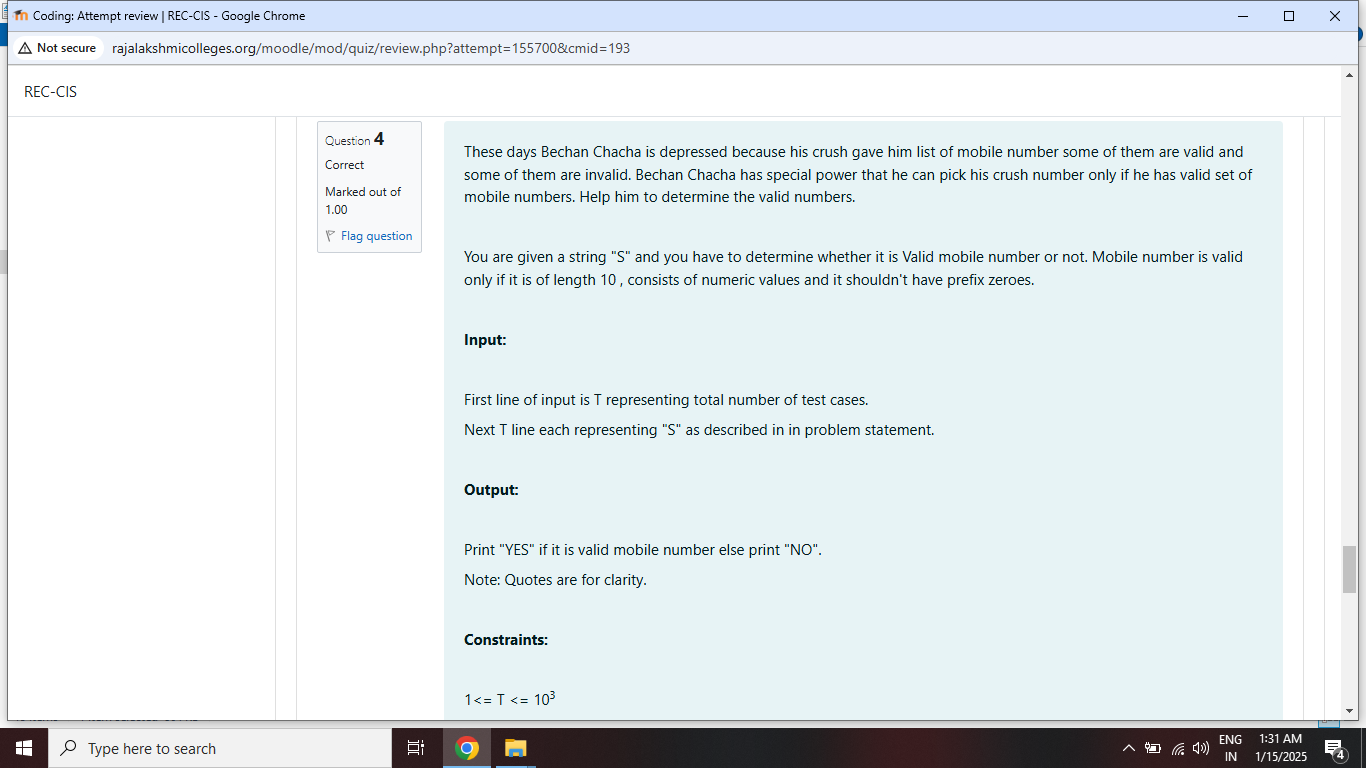 Coding: Attempt review | REC-CIS - Google Chrome
Not secure rajalakshmicolleges.org/moodle/mod/quiz/review.php?attempt=155700&cmid=193
REC-CIS
Question 4
Correct
Marked out of
1.00
Flag question
These days Bechan Chacha is depressed because his crush gave him list of mobile number some of them are valid and
some of them are invalid. Bechan Chacha has special power that he can pick his crush number only if he has valid set of
mobile numbers. Help him to determine the valid numbers.
You are given a string "S" and you have to determine whether it is Valid mobile number or not. Mobile number is valid
only if it is of length 10 , consists of numeric values and it shouldn't have prefix zeroes.
Input:
First line of input is T representing total number of test cases.
Next T line each representing "S" as described in in problem statement.
Output:
Print "YES" if it is valid mobile number else print "NO".
Note: Quotes are for clarity.
Constraints:
1<= T <= 10³
Type here to search
ENG
IN
1:31 AM
1/15/2025
4